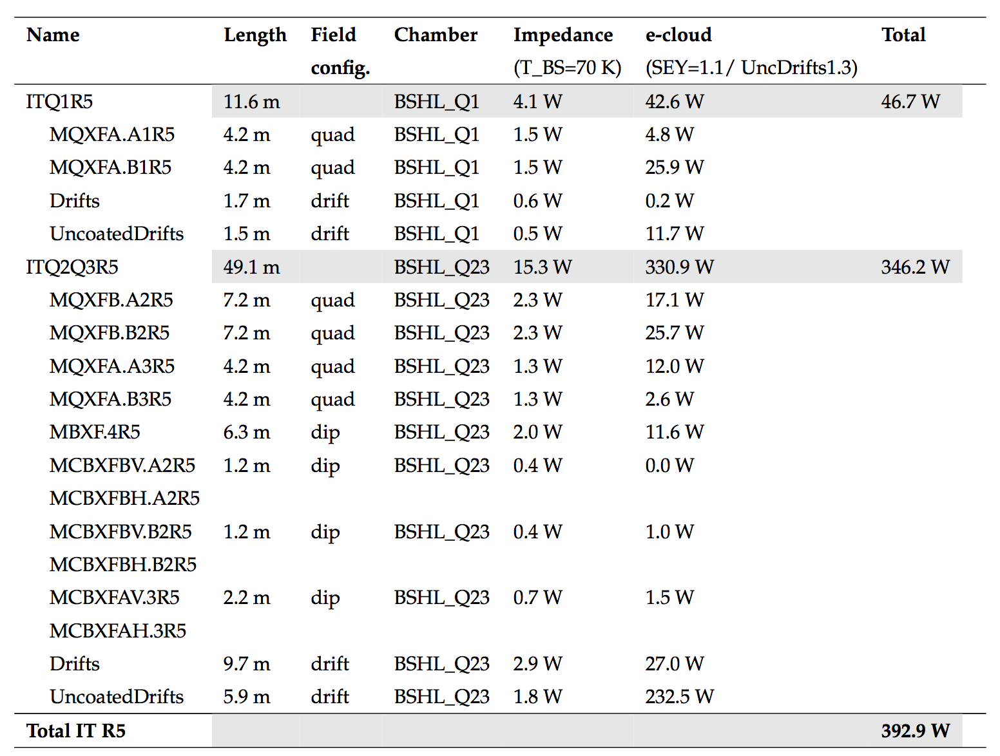 Name Length Field Chamber Impedance e-cloud Total
config. (T_BS=70 K) (SEY=1.1/ UncDrifts1.3)
ITQ1R5 11.6 m BSHL_Q1 4.1 W 42.6 W 46.7 W
MQXFA.A1R5 4.2 m quad BSHL_Q1 1.5 W 4.8 W
MQXFA.B1R5 4.2 m quad BSHL_Q1 1.5 W 25.9 W
Drifts 1.7 m drift BSHL_Q1 0.6 W 0.2 W
UncoatedDrifts 1.5 m drift BSHL_Q1 0.5 W 11.7 W
ITQ2Q3R5 49.1 m BSHL_Q23 15.3 W 330.9 W 346.2 W
MQXFB.A2R5 7.2 m quad BSHL_Q23 2.3 W 17.1 W
MQXFB.B2R5 7.2 m quad BSHL_Q23 2.3 W 25.7 W
MQXFA.A3R5 4.2 m quad BSHL_Q23 1.3 W 12.0 W
MQXFA.B3R5 4.2 m quad BSHL_Q23 1.3 W 2.6 W
MBXF.4R5 6.3 m dip BSHL_Q23 2.0 W 11.6 W
MCBXFBV.A2R5 1.2 m dip BSHL_Q23 0.4 W 0.0 W
MCBXFBH.A2R5
MCBXFBV.B2R5 1.2 m dip BSHL_Q23 0.4 W 1.0 W
MCBXFBH.B2R5
MCBXFAV.3R5 2.2 m dip BSHL_Q23 0.7 W 1.5 W
MCBXFAH.3R5
Drifts 9.7 m drift BSHL_Q23 2.9 W 27.0 W
UncoatedDrifts 5.9 m drift BSHL_Q23 1.8 W 232.5 W
Total IT R5 392.9 W